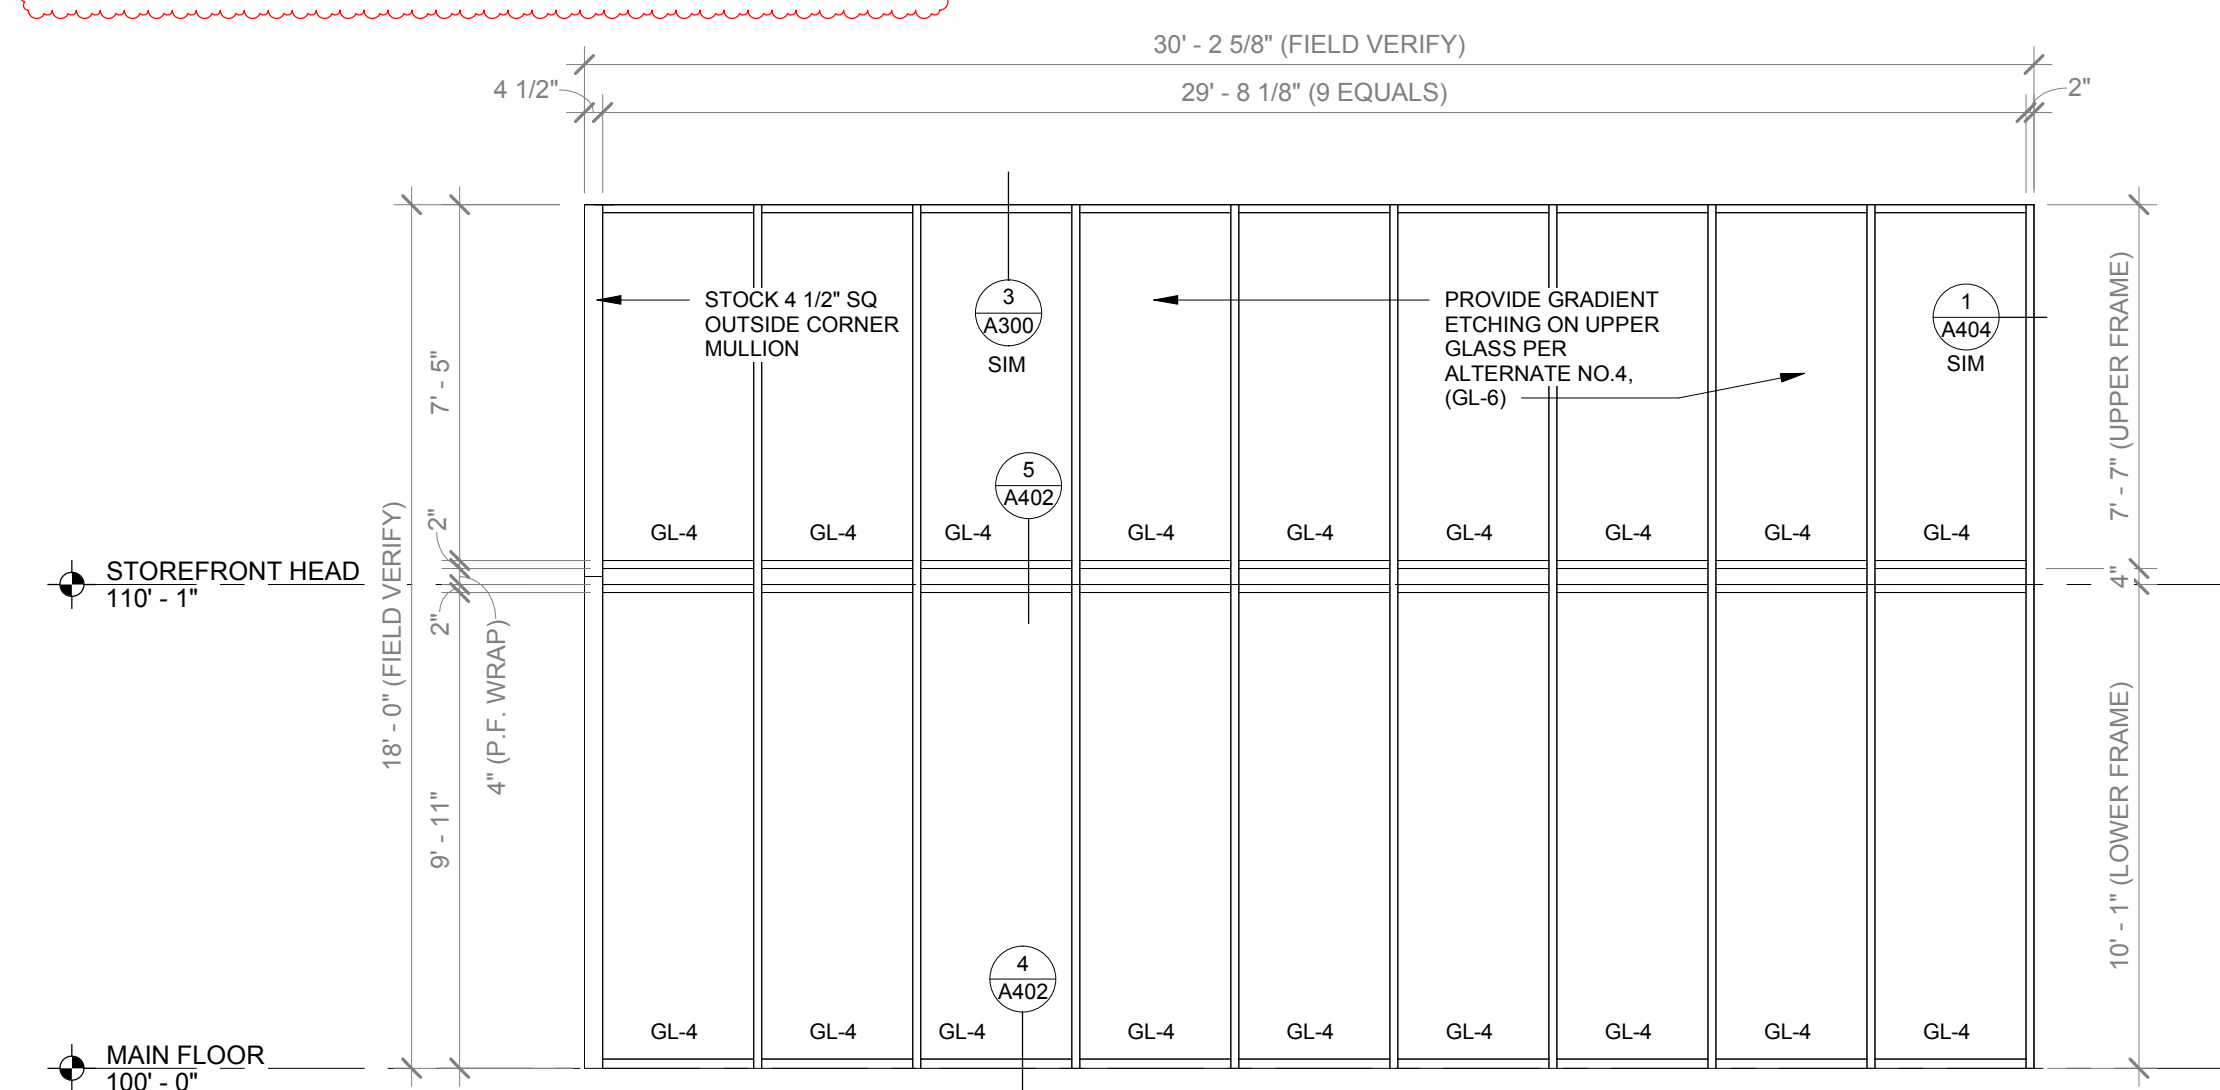 30' - 2 5/8" (FIELD VERIFY)
4 1/2"
29' - 8 1/8" (9 EQUALS)
2"
STOCK 4 1/2" SQ
OUTSIDE CORNER
MULLION
3
A300
SIM
PROVIDE GRADIENT
ETCHING ON UPPER
GLASS PER
ALTERNATE NO.4,
(GL-6)
1
A404
SIM
7' - 5"
7' - 7" (UPPER FRAME)
5
A402
2"
GL-4
GL-4
GL-4
GL-4
GL-4
GL-4
GL-4
GL-4
GL-4
STOREFRONT HEAD
110' - 1"
18' - 0" (FIELD VERIFY)
2"
4" (P.F. WRAP)
4"
9' - 11"
10' - 1" (LOWER FRAME)
4
A402
GL-4
GL-4
GL-4
GL-4
GL-4
GL-4
GL-4
GL-4
GL-4
MAIN FLOOR
100' - 0"